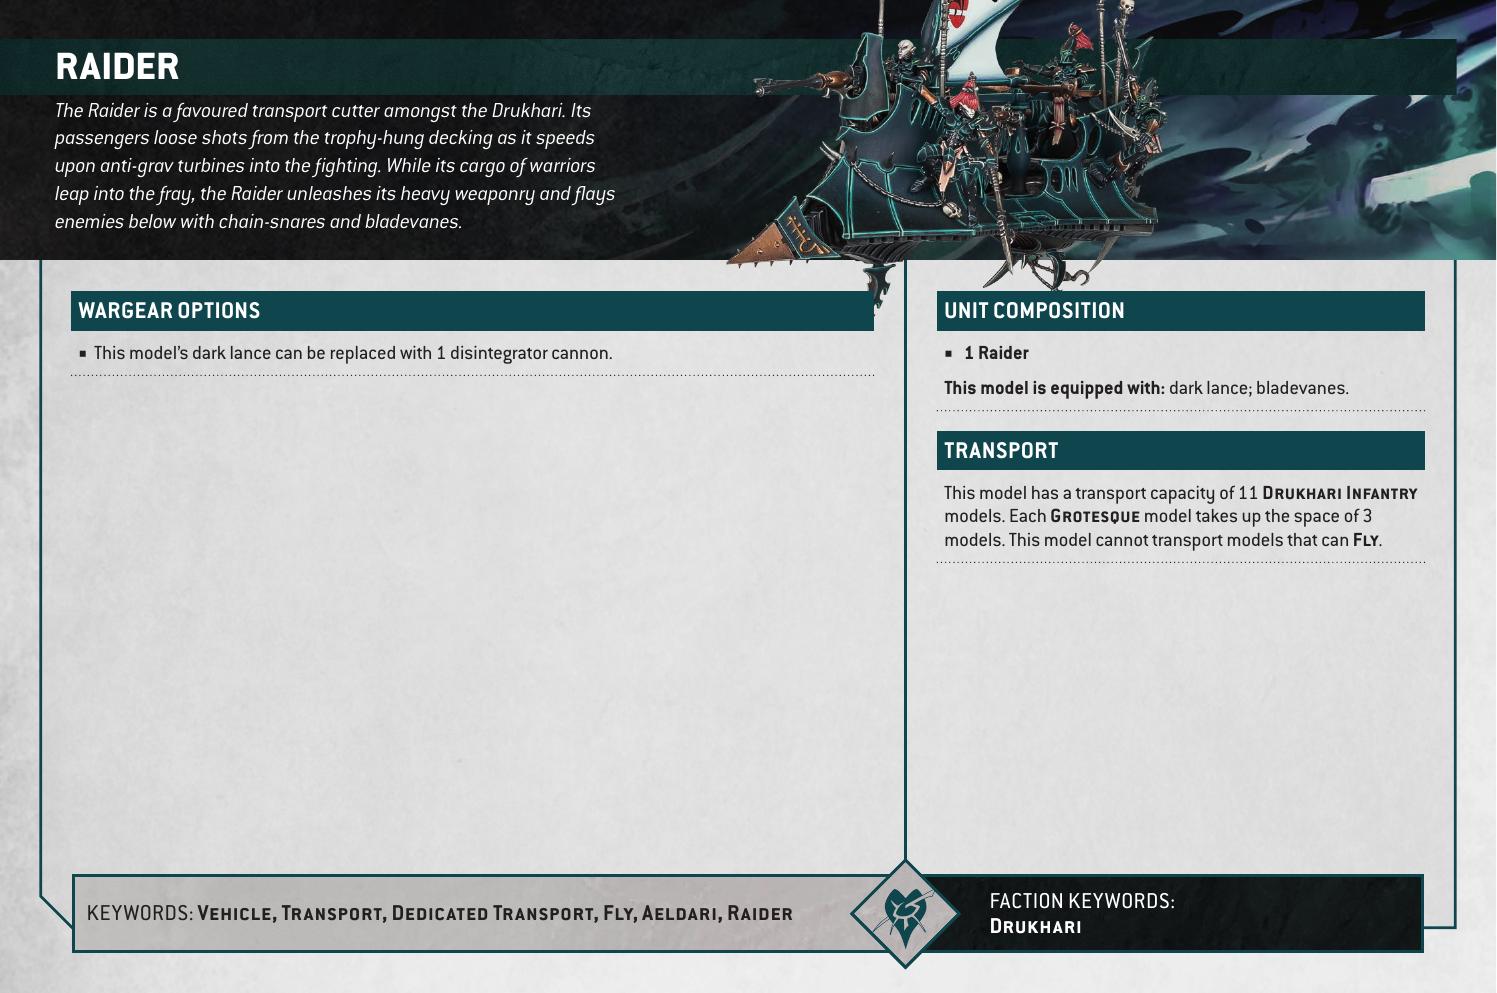 RAIDER
The Raider is a favoured transport cutter amongst the Drukhari. Its
passengers loose shots from the trophy-hung decking as it speeds
upon anti-grav turbines into the fighting. While its cargo of warriors
leap into the fray, the Raider unleashes its heavy weaponry and flays
enemies below with chain-snares and bladevanes.
WARGEAR OPTIONS
▪ This model’s dark lance can be replaced with 1 disintegrator cannon.
UNIT COMPOSITION
▪ 1 Raider
This model is equipped with: dark lance; bladevanes.
TRANSPORT
This model has a transport capacity of 11 DRUKHARI INFANTRY
models. Each GROTESQUE model takes up the space of 3
models. This model cannot transport models that can FLY.
KEYWORDS: VEHICLE, TRANSPORT, DEDICATED TRANSPORT, FLY, AELDARI, RAIDER
FACTION KEYWORDS:
DRUKHARI